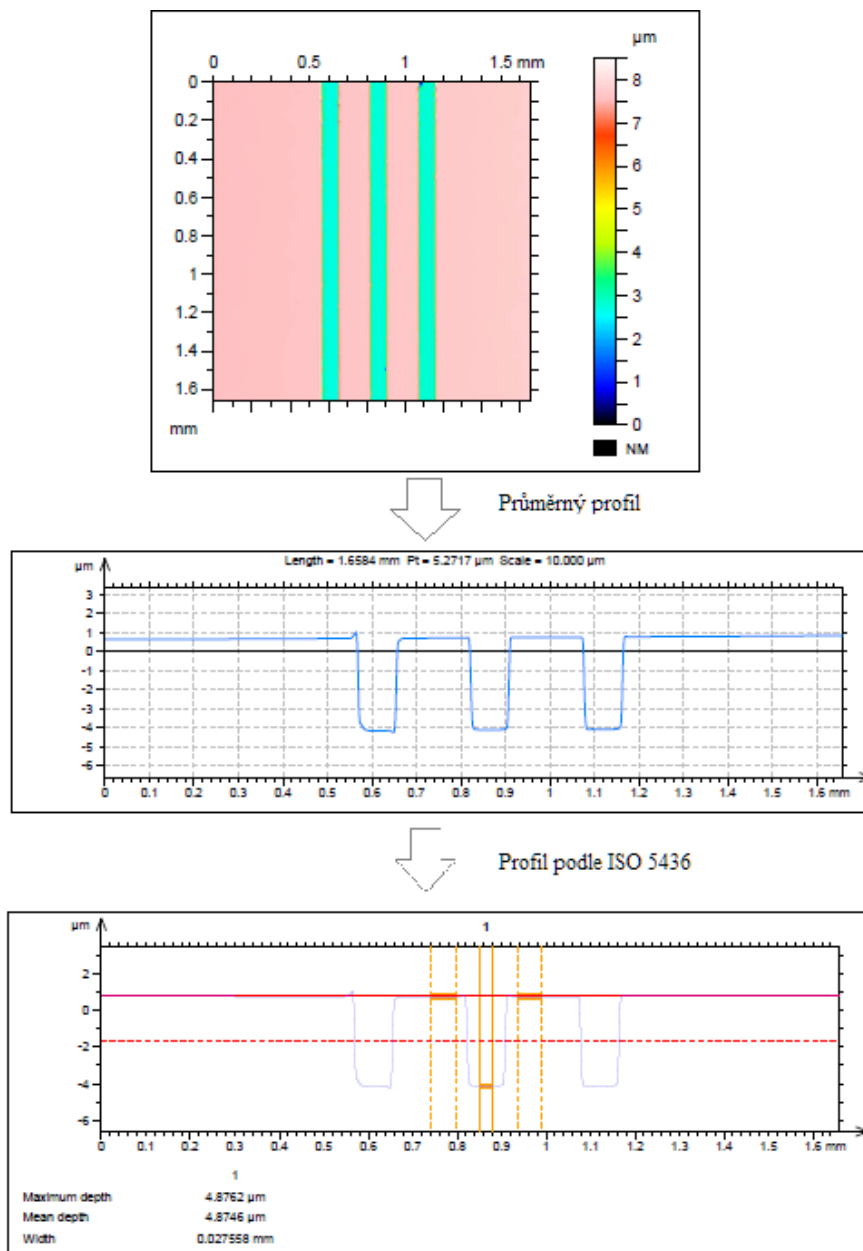 µm
0 0.5 1 1.5 mm
0
0.2
0.4
0.6
0.8
1
1.2
1.4
1.6
mm
8
7
6
5
4
3
2
1
0
NM
Průměrný profil
Length = 1.6584 mm Pt = 5.2717 µm Scale = 10.000 µm
µm
3
2
1
0
-1
-2
-3
-4
-5
-6
0 0.1 0.2 0.3 0.4 0.5 0.6 0.7 0.8 0.9 1 1.1 1.2 1.3 1.4 1.5 1.6 mm
Profil podle ISO 5436
µm 1
2
0
-2
-4
-6
0 0.1 0.2 0.3 0.4 0.5 0.6 0.7 0.8 0.9 1 1.1 1.2 1.3 1.4 1.5 1.6 mm
1
Maximum depth 4.8762 µm
Mean depth 4.8746 µm
Width 0.027558 mm